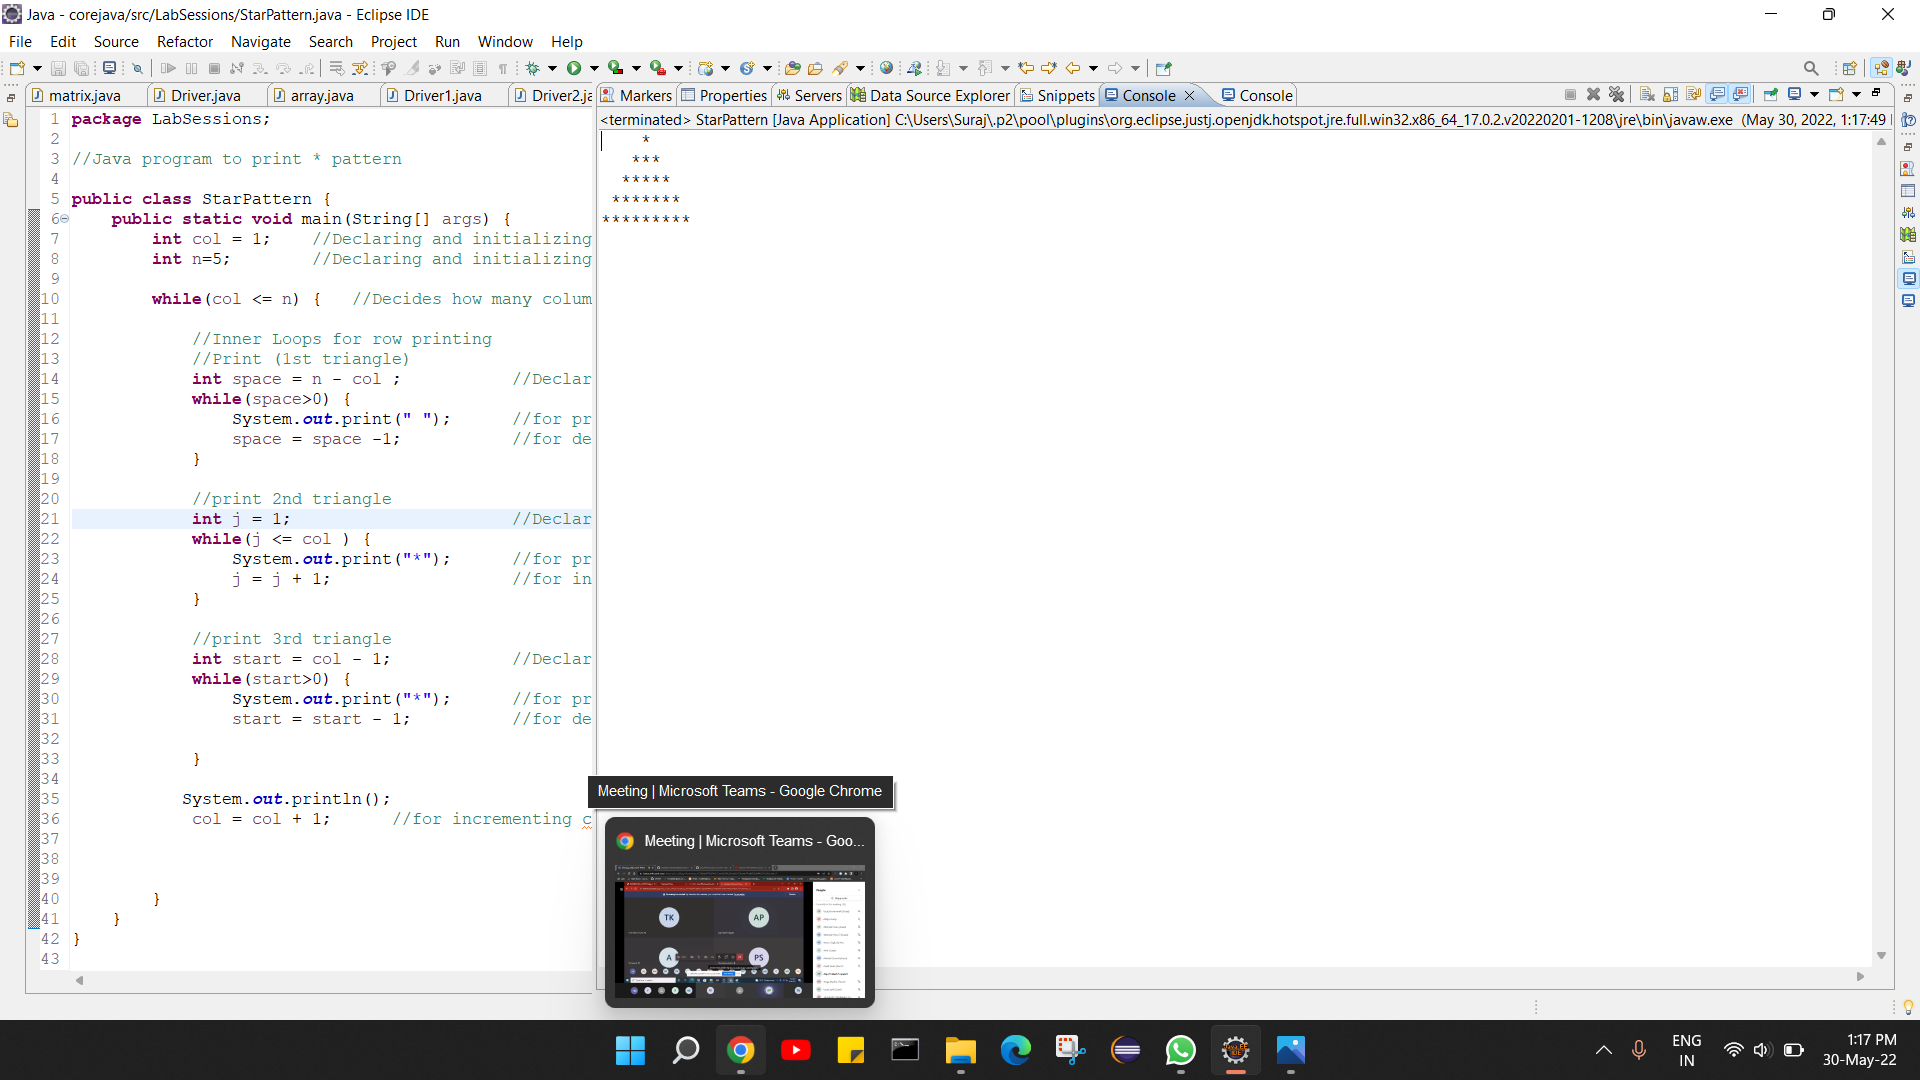 Java - corejava/src/LabSessions/StarPattern.java - Eclipse IDE
File Edit Source Refactor Navigate Search Project Run Window Help
matrix.java Driver.java array.java Driver1.java Driver2.ja Markers Properties Servers Data Source Explorer Snippets Console Console
<terminated> StarPattern [Java Application] C:\Users\Suraj\.p2\pool\plugins\org.eclipse.justj.openjdk.hotspot.jre.full.win32.x86_64_17.0.2.v20220201-1208\jre\bin\javaw.exe (May 30, 2022, 1:17:49
1 package LabSessions;
2
3 //Java program to print * pattern
4
5 public class StarPattern {
6 public static void main(String[] args) {
7 int col = 1; //Declaring and initializing
8 int n=5; //Declaring and initializing
9
10 while(col <= n) { //Decides how many colum
11
12 //Inner Loops for row printing
13 //Print (1st triangle)
14 int space = n - col ; //Declar
15 while(space>0) {
16 System.out.print(" "); //for pr
17 space = space -1; //for de
18 }
19
20 //print 2nd triangle
21 int j = 1; //Declar
22 while(j <= col ) {
23 System.out.print("*"); //for pr
24 j = j + 1; //for in
25 }
26
27 //print 3rd triangle
28 int start = col - 1; //Declar
29 while(start>0) {
30 System.out.print("*"); //for pr
31 start = start - 1; //for de
32
33 }
34
35 System.out.println();
36 col = col + 1; //for incrementing c
37
38
39
40 }
41 }
42 }
43
*
***
*****
*******
*********
Meeting | Microsoft Teams - Google Chrome
Meeting | Microsoft Teams - Goo...
TK AP
A PS
ENG
IN
1:17 PM
30-May-22